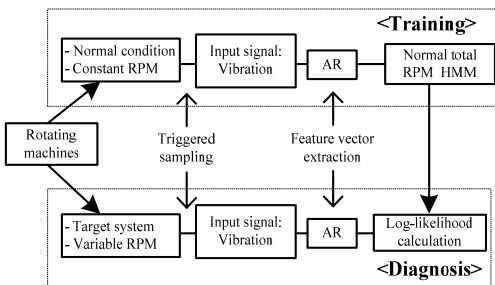 <Training>
- Normal condition
- Constant RPM
Input signal:
Vibration
AR
Normal total
RPM HMM
Rotating
machines
Triggered
sampling
Feature vector
extraction
- Target system
- Variable RPM
Input signal:
Vibration
AR
Log-likelihood
calculation
<Diagnosis>